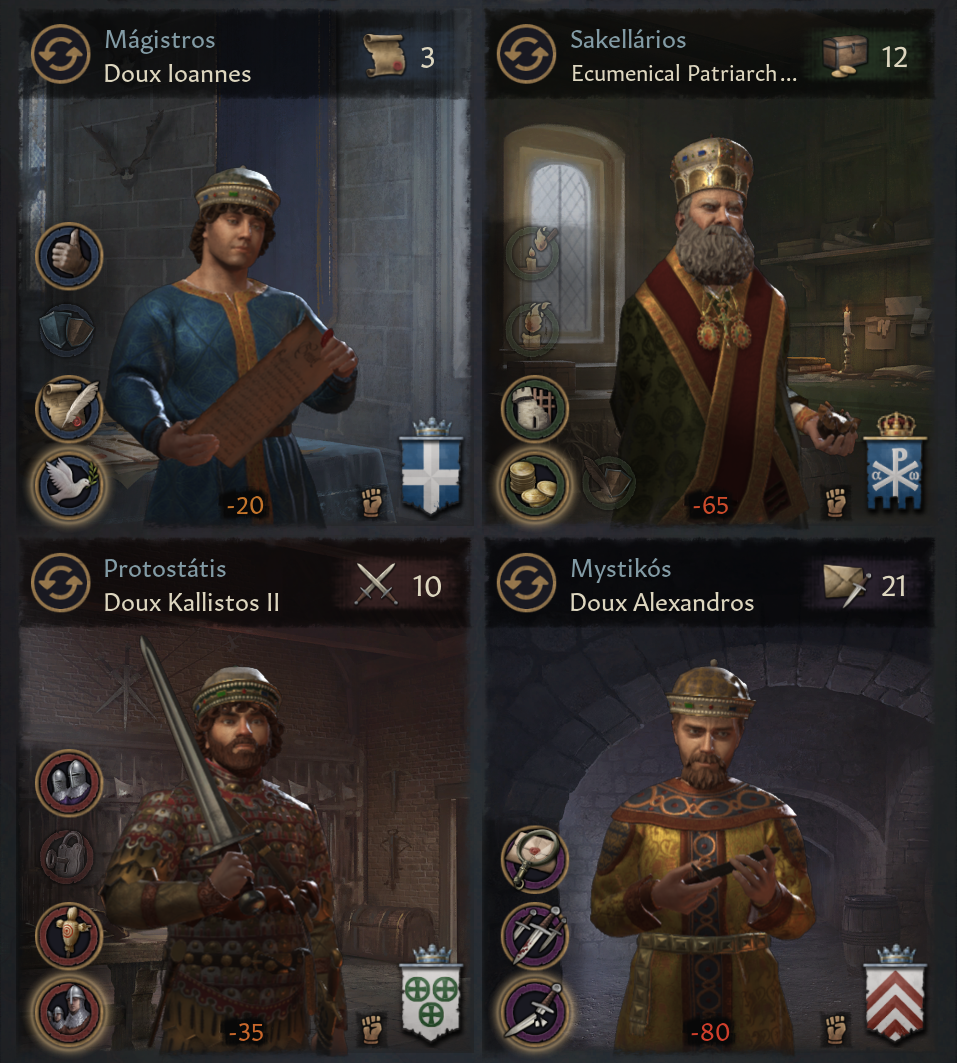 Mágistros
Doux Ioannes
3
Sakellários
Ecumenical Patriarch...
12
-20
-65
Protostátis
Doux Kallistos II
10
Mystikós
Doux Alexandros
21
-35
-80